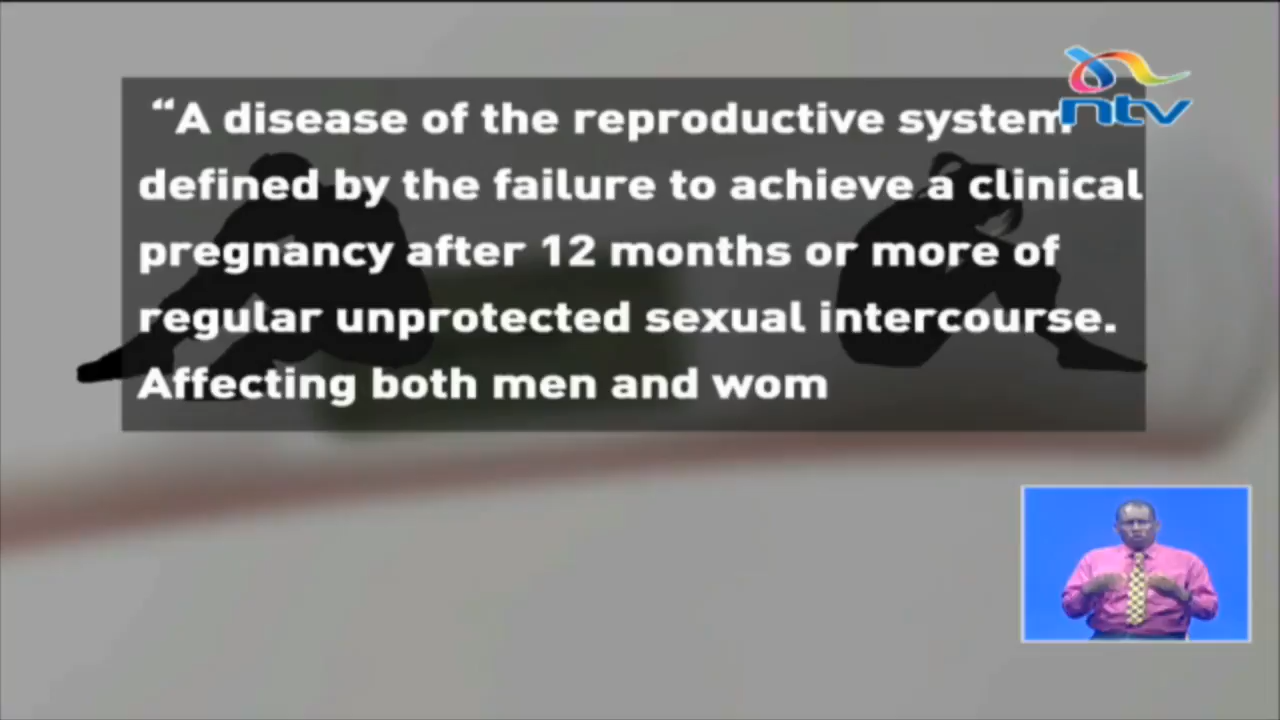 “A disease of the reproductive system
defined by the failure to achieve a clinical
pregnancy after 12 months or more of
regular unprotected sexual intercourse.
Affecting both men and wom
ntv